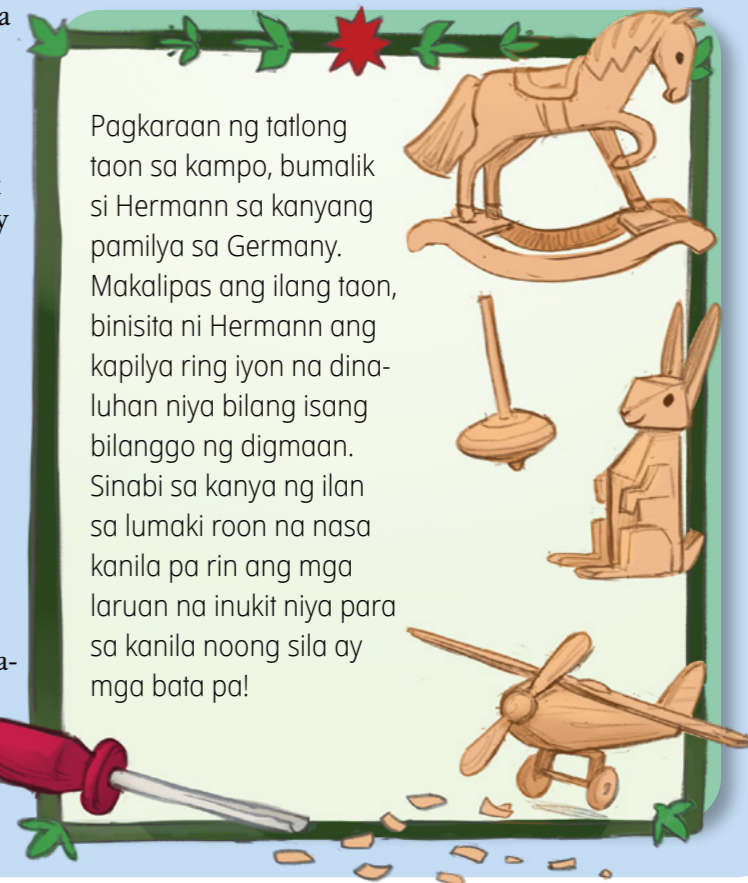 Pagkaraan ng tatlong
taon sa kampo, bumalik
si Hermann sa kanyang
pamilya sa Germany.
Makalipas ang ilang taon,
binisita ni Hermann ang
kapilya ring iyon na dina-
luhan niya bilang isang
bilanggo ng digmaan.
Sinabi sa kanya ng ilan
sa lumaki roon na nasa
kanila pa rin ang mga
laruan na inukit niya para
sa kanila noong sila ay
mga bata pa!